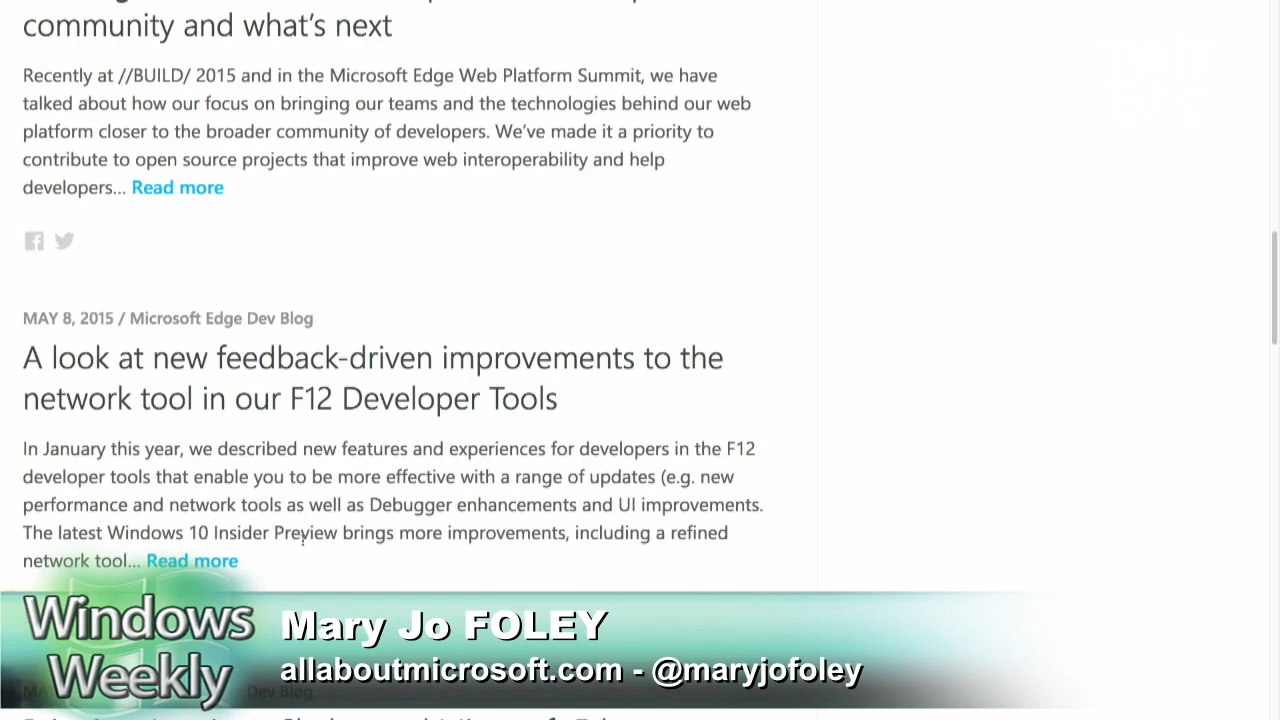 community and what's next
Recently at //BUILD/ 2015 and in the Microsoft Edge Web Platform Summit, we have
talked about how our focus on bringing our teams and the technologies behind our web
platform closer to the broader community of developers. We've made it a priority to
contribute to open source projects that improve web interoperability and help
developers... Read more
MAY 8, 2015 / Microsoft Edge Dev Blog
A look at new feedback-driven improvements to the
network tool in our F12 Developer Tools
In January this year, we described new features and experiences for developers in the F12
developer tools that enable you to be more effective with a range of updates (e.g. new
performance and network tools as well as Debugger enhancements and UI improvements.
The latest Windows 10 Insider Preview brings more improvements, including a refined
network tool... Read more
Windows
Weekly
Mary Jo FOLEY
allaboutmicrosoft.com - @maryjofoley
Dev Blog